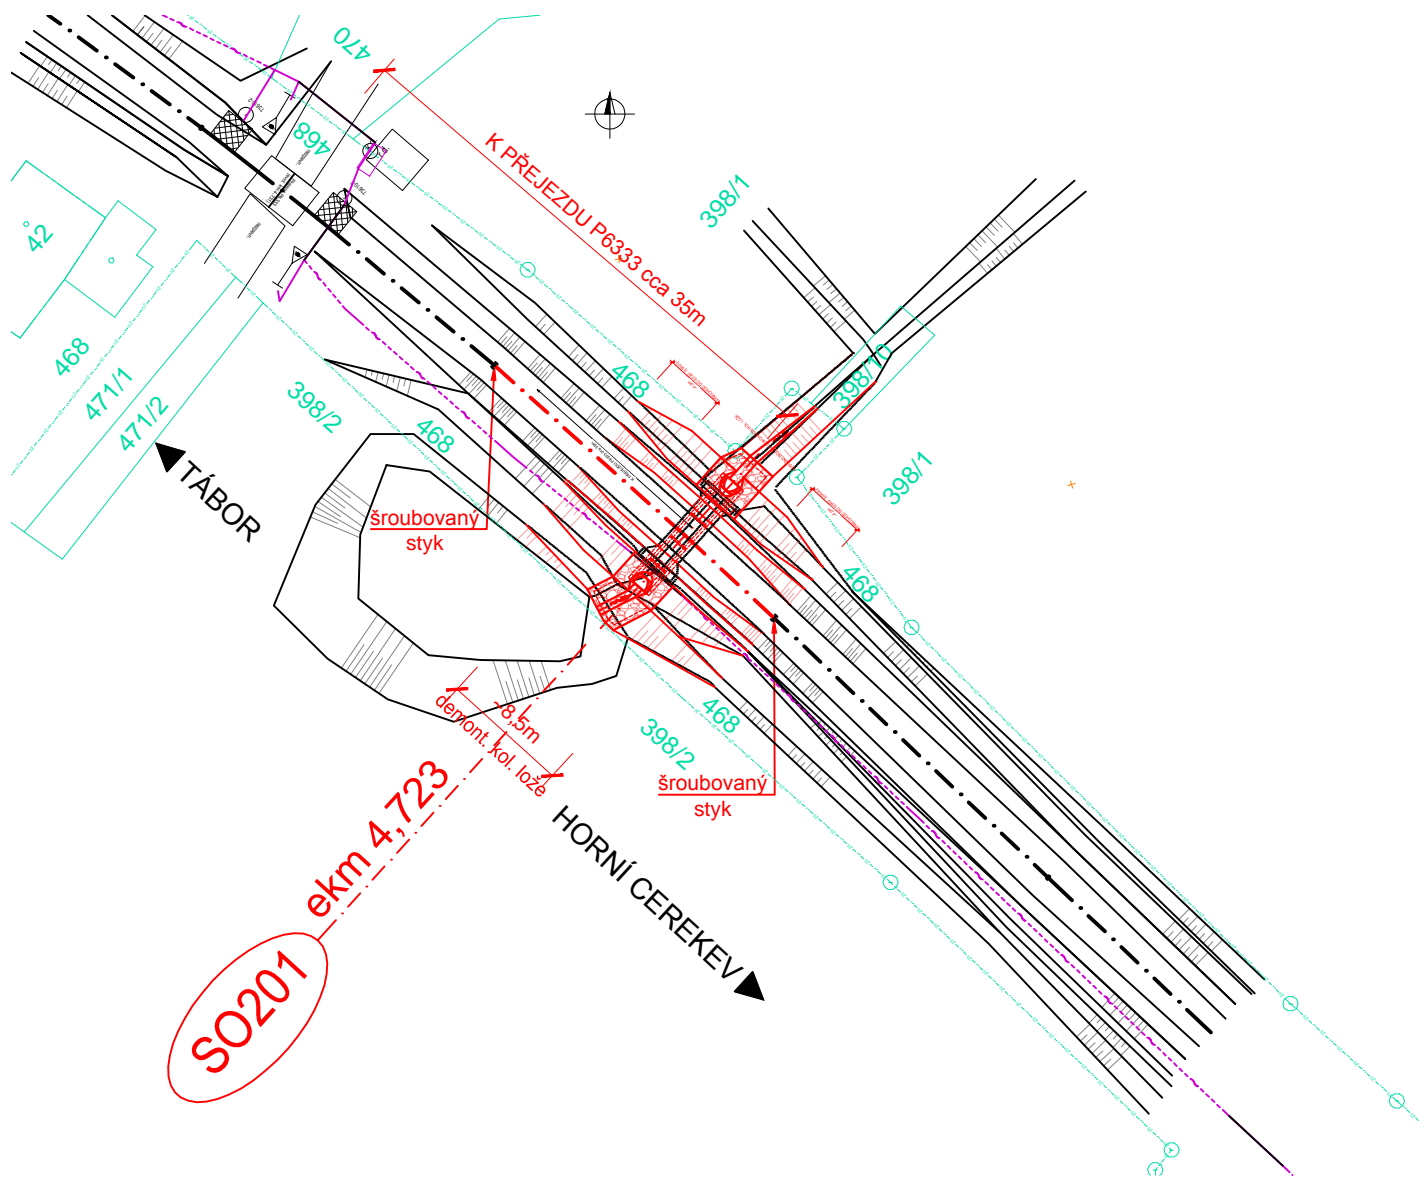 470
468
K PŘEJEZDU P6333 cca 35m
398/1
42
468
471/1
471/2
398/2
468
468
398/10
398/1
TÁBOR
šroubovaný
styk
468
468
398/2
28,5m
demont. kol. lože
šroubovaný
styk
ekm 4,723
HORNÍ CEREKEV
SO201